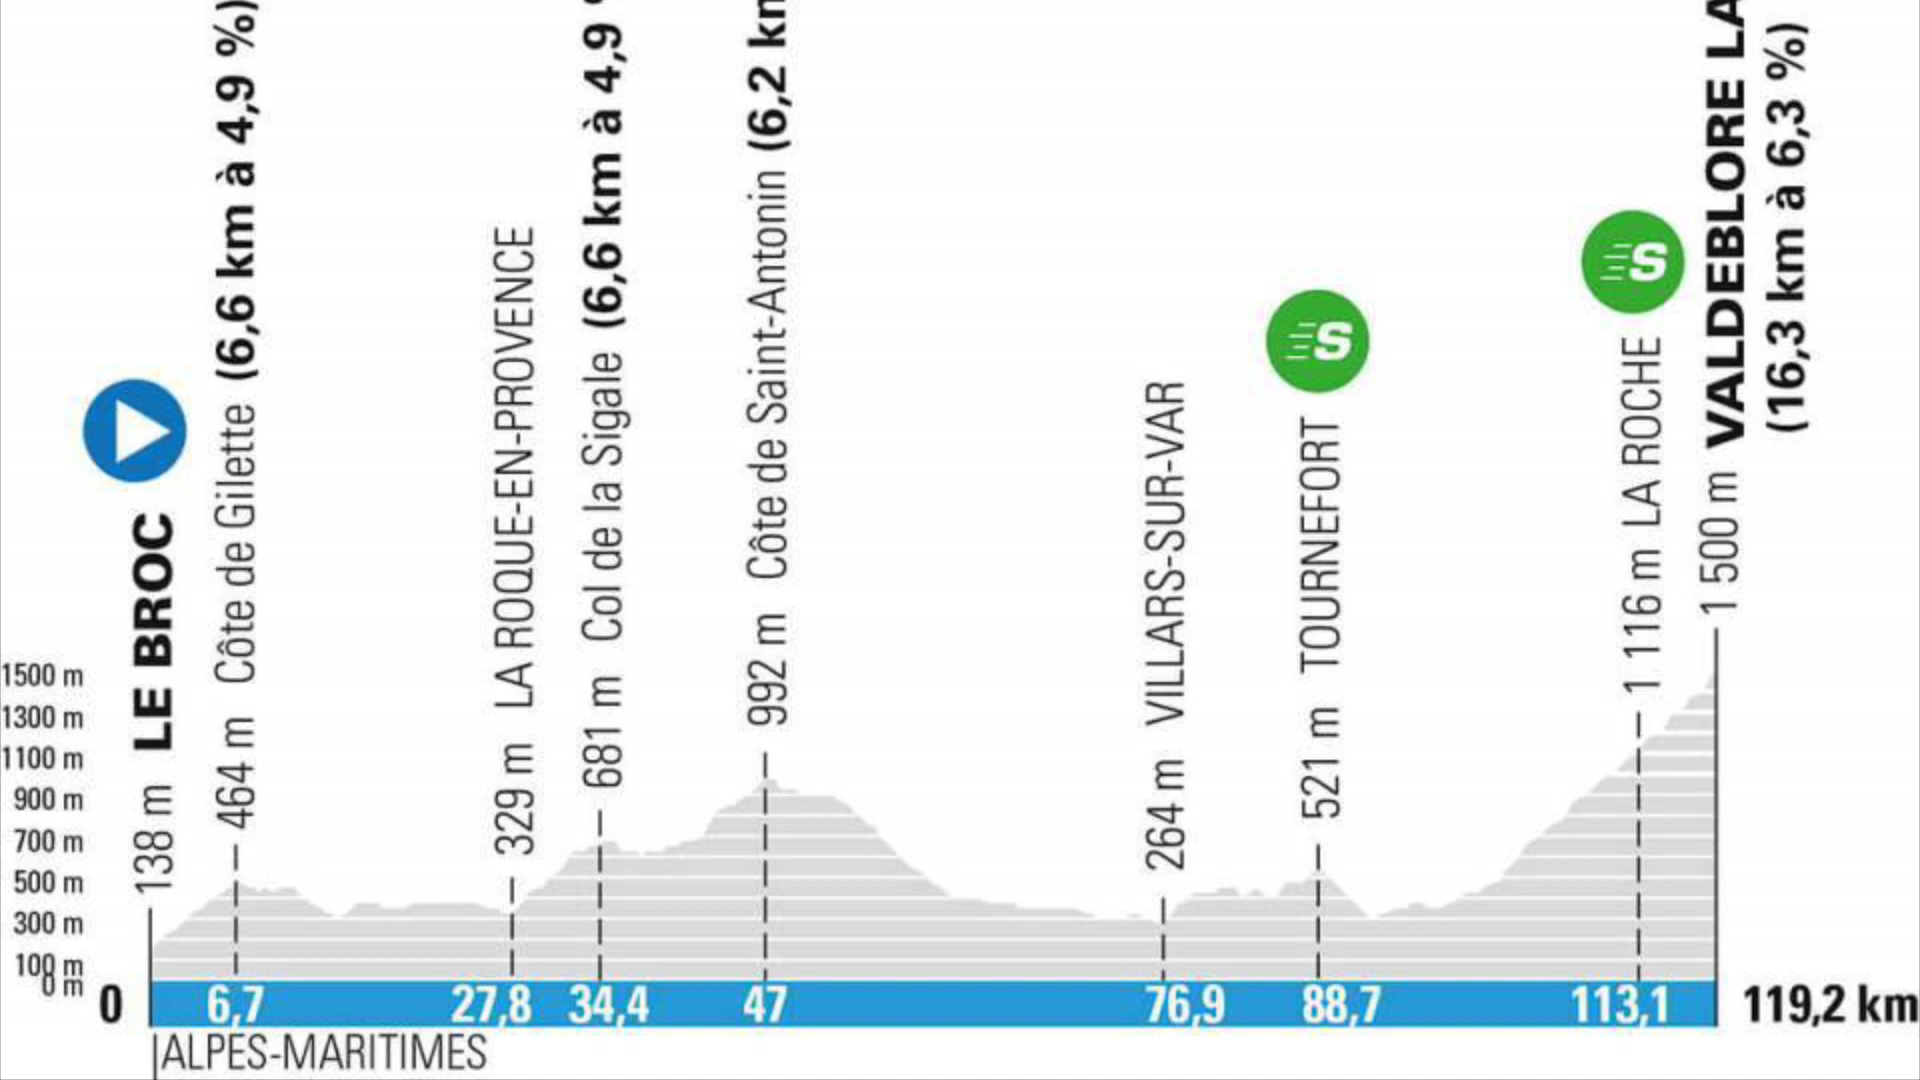 138 m LE BROC
464 m Côte de Gilette (6,6 km à 4,9 %)
329 m LA ROQUE-EN-PROVENCE
681 m Col de la Sigale (6,6 km à 4,9
992 m Côte de Saint-Antonin (6,2 km
264 m VILLARS-SUR-VAR
521 m TOURNEFORT
S
1 116 m LA ROCHE
S
1 500 m VALDEBLORE LA
(16,3 km à 6,3 %)
1500 m
1300 m
1100 m
900 m
700 m
500 m
300 m
100 m
0 m
0 6,7 27,8 34,4 47 76,9 88,7 113,1 119,2 km
ALPES-MARITIMES